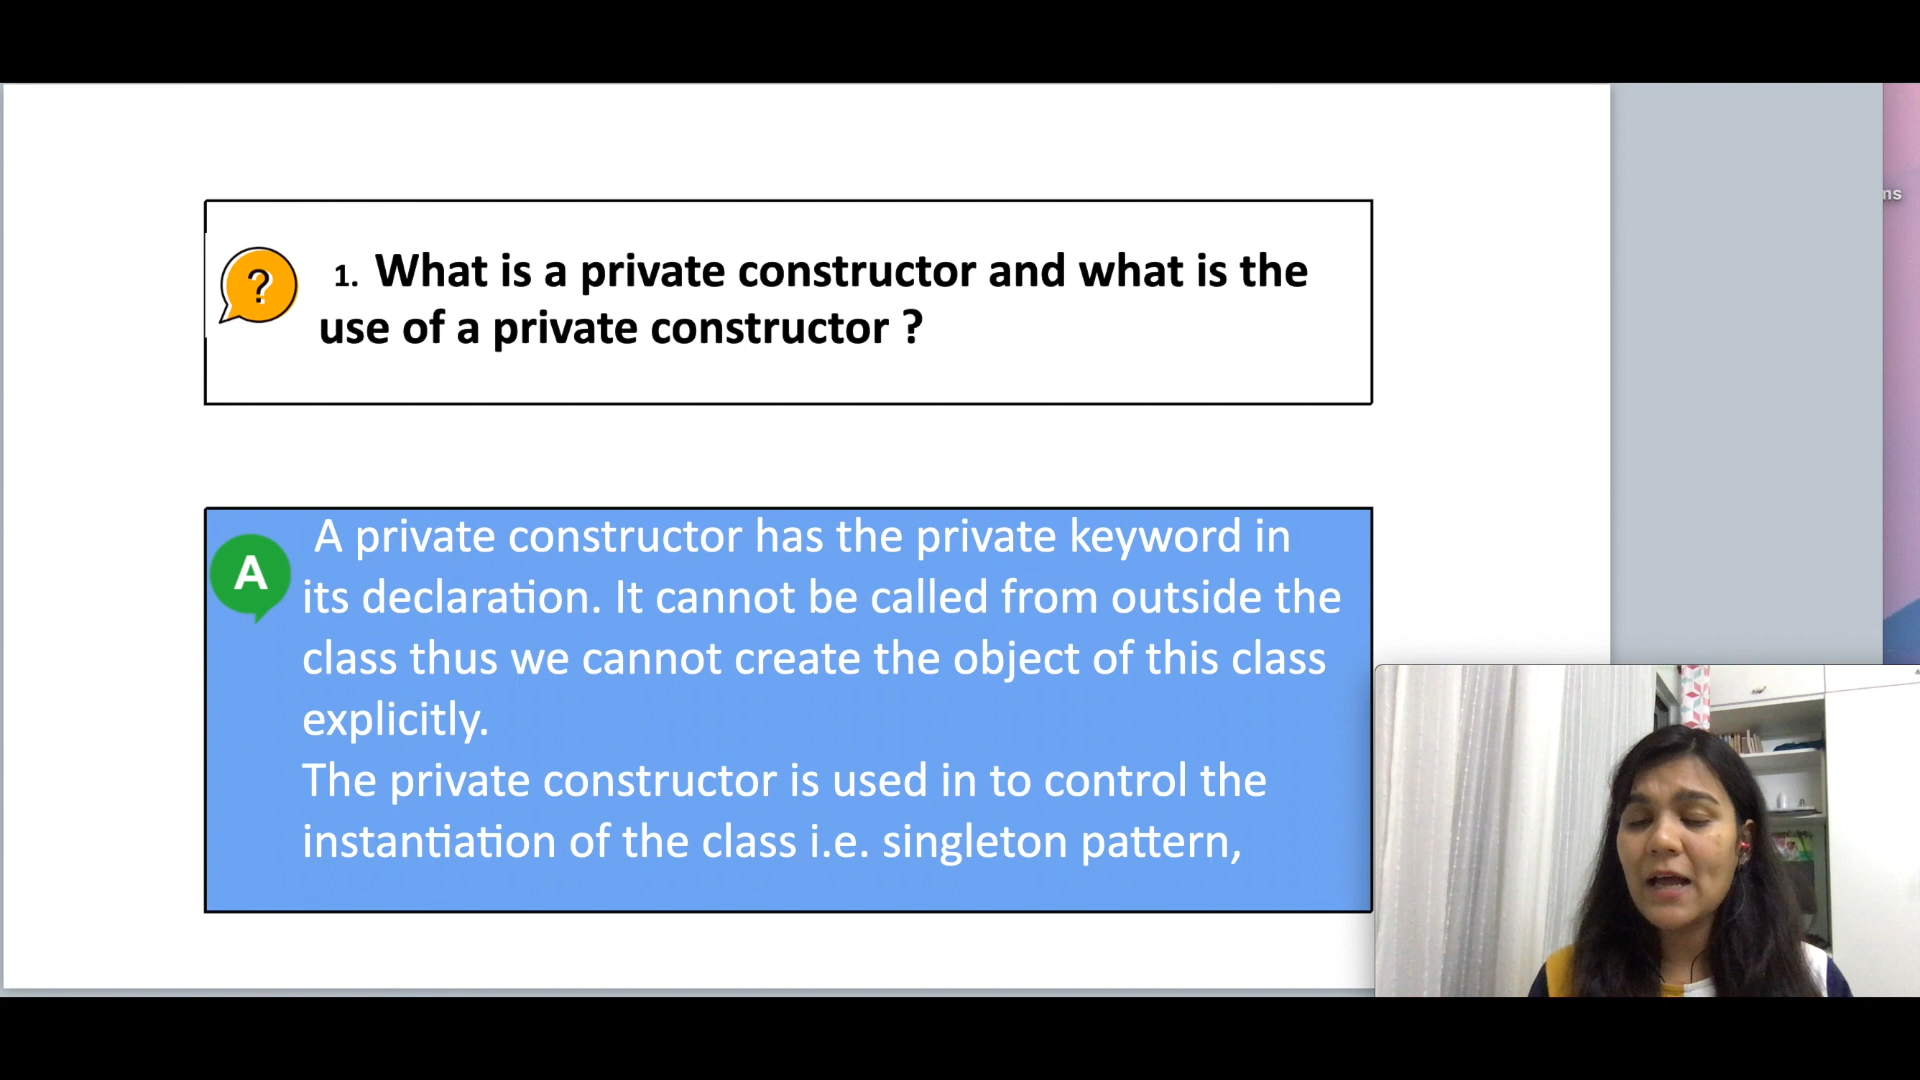 ?
1. What is a private constructor and what is the
use of a private constructor ?
A
A private constructor has the private keyword in
its declaration. It cannot be called from outside the
class thus we cannot create the object of this class
explicitly.
The private constructor is used in to control the
instantiation of the class i.e. singleton pattern,
ms